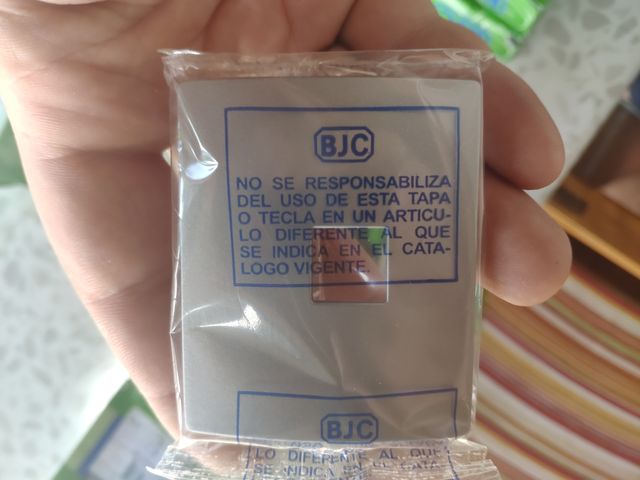 BJC
NO SE RESPONSABILIZA
DEL USO DE ESTA TAPA
O TECLA EN UN ARTICU-
LO DIFERENTE AL QUE
SE INDICA EN EL CATA-
LOGO VIGENTE.
BJC
LO DIFERENTE AL QUE
SE INDICA EN EL CATA-